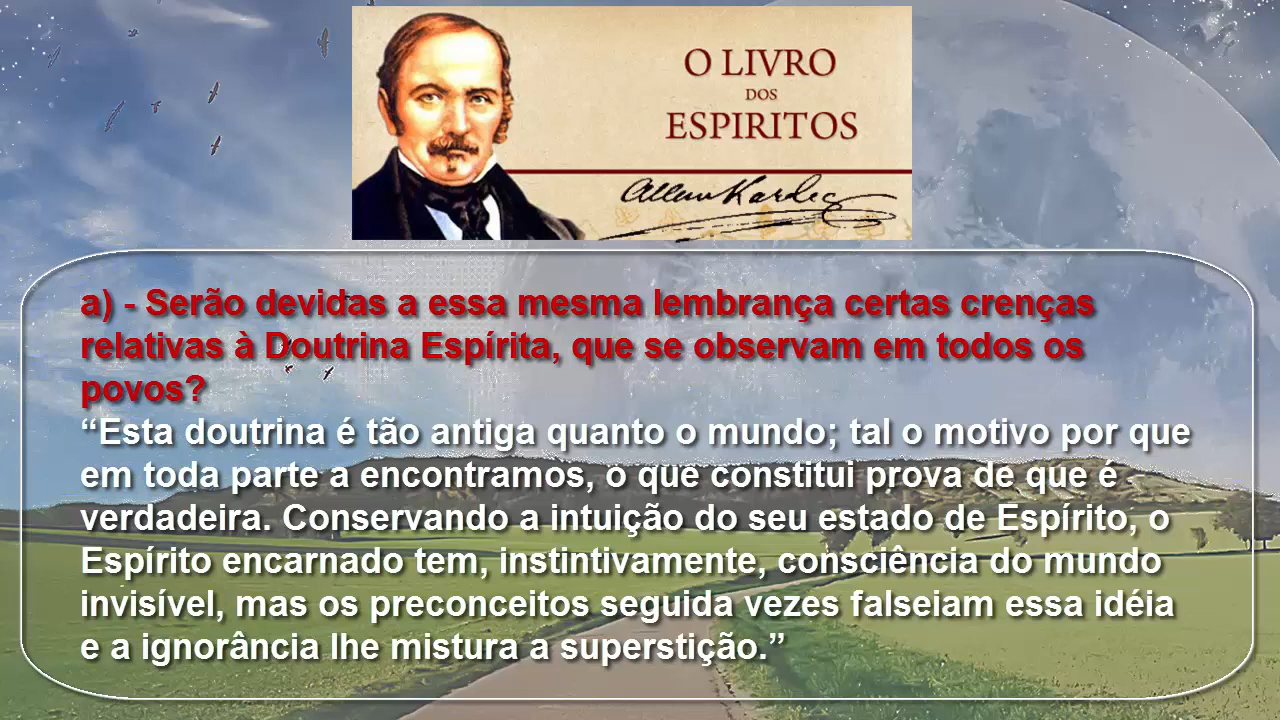 O LIVRO
DOS
ESPIRITOS
Allan Kardec
a) - Serão devidas a essa mesma lembrança certas crenças
relativas à Doutrina Espírita, que se observam em todos os
povos?
“Esta doutrina é tão antiga quanto o mundo; tal o motivo por que
em toda parte a encontramos, o que constitui prova de que é
verdadeira. Conservando a intuição do seu estado de Espírito, o
Espírito encarnado tem, instintivamente, consciência do mundo
invisível, mas os preconceitos seguida vezes falseiam essa idéia
e a ignorância lhe mistura a superstição.”